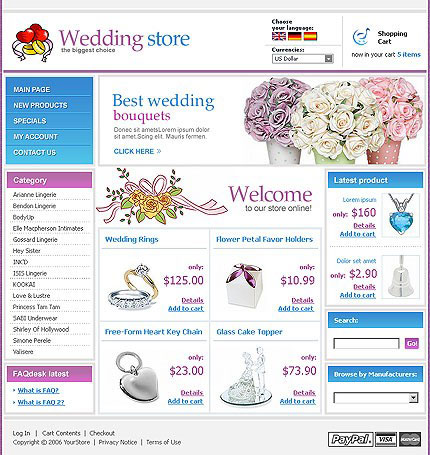 Wedding store
the biggest choice
Choose
your language:
Currencies:
US Dollar
Shopping
Cart
now in your cart 5 items
MAIN PAGE
NEW PRODUCTS
SPECIALS
MY ACCOUNT
CONTACT US
Best wedding
bouquets
Donec sit ametsLorem ipsum dolor
sit amet.Scing elit. Mauris fermen.
CLICK HERE »
Category
Arianne Lingerie
Bendon Lingerie
BodyUp
Elle Macpherson Intimates
Gossard Lingerie
Hey Sister
INK'D
ISIS Lingerie
KOOKAI
Love & Lustre
Princess Tam Tam
SABI Underwear
Shirley Of Hollywood
Simone Perele
Valisere
FAQdesk latest
What is FAQ?
What is FAQ 2?
Welcome
to our store online!
Wedding Rings
only:
$125.00
Details
Add to cart
Flower Petal Favor Holders
only:
$10.99
Details
Add to cart
Free-Form Heart Key Chain
only:
$23.00
Details
Add to cart
Glass Cake Topper
only:
$73.90
Details
Add to cart
Latest product
Lorem ipsum
only: $160
Details
Add to cart
Dolor set amet
only: $2.90
Details
Add to cart
Search:
Go!
Browse by Manufacturers:
Log In | Cart Contents | Checkout
Copyright © 2006 YourStore | Privacy Notice | Terms of Use
PayPal VISA MasterCard